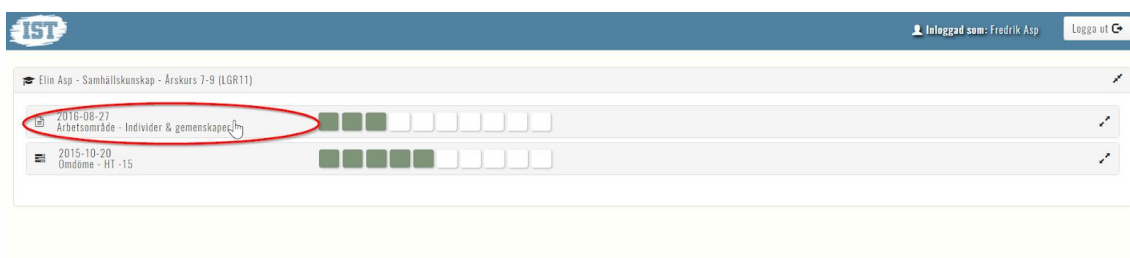 IST
Inloggad som: Fredrik Asp
Logga ut
Elin Asp - Samhällskunskap - Årskurs 7-9 (LGR11)
2016-08-27
Arbetsområde - Individer & gemenskaper
2015-10-20
Omdöme - HT -15